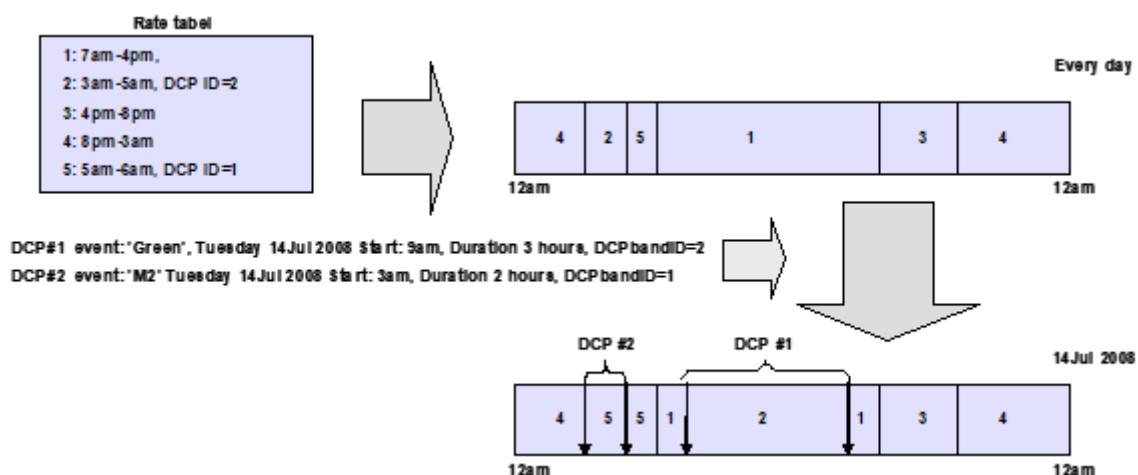 Rate tabel
1: 7am-4pm,
2: 3am-5am, DCP ID=2
3: 4pm-8pm
4: 8pm-3am
5: 5am-6am, DCP ID=1
Every day
4 2 5 1 3 4
12am 12am
DCP#1 event:"Green", Tuesday 14Jul 2008 Start: 9am, Duration 3 hours, DCPbandID=2
DCP#2 event:"M2" Tuesday 14Jul 2008 Start: 3am, Duration 2 hours, DCPbandID=1
DCP #2 DCP #1
14Jul 2008
4 5 5 1 2 1 3 4
12am 12am